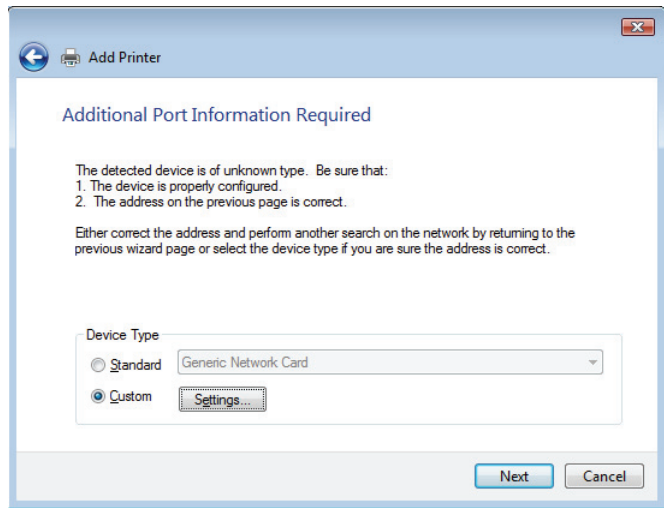 Add Printer
Additional Port Information Required
The detected device is of unknown type. Be sure that:
1. The device is properly configured.
2. The address on the previous page is correct.
Either correct the address and perform another search on the network by returning to the
previous wizard page or select the device type if you are sure the address is correct.
Device Type
Standard Generic Network Card
Custom Settings...
Next Cancel